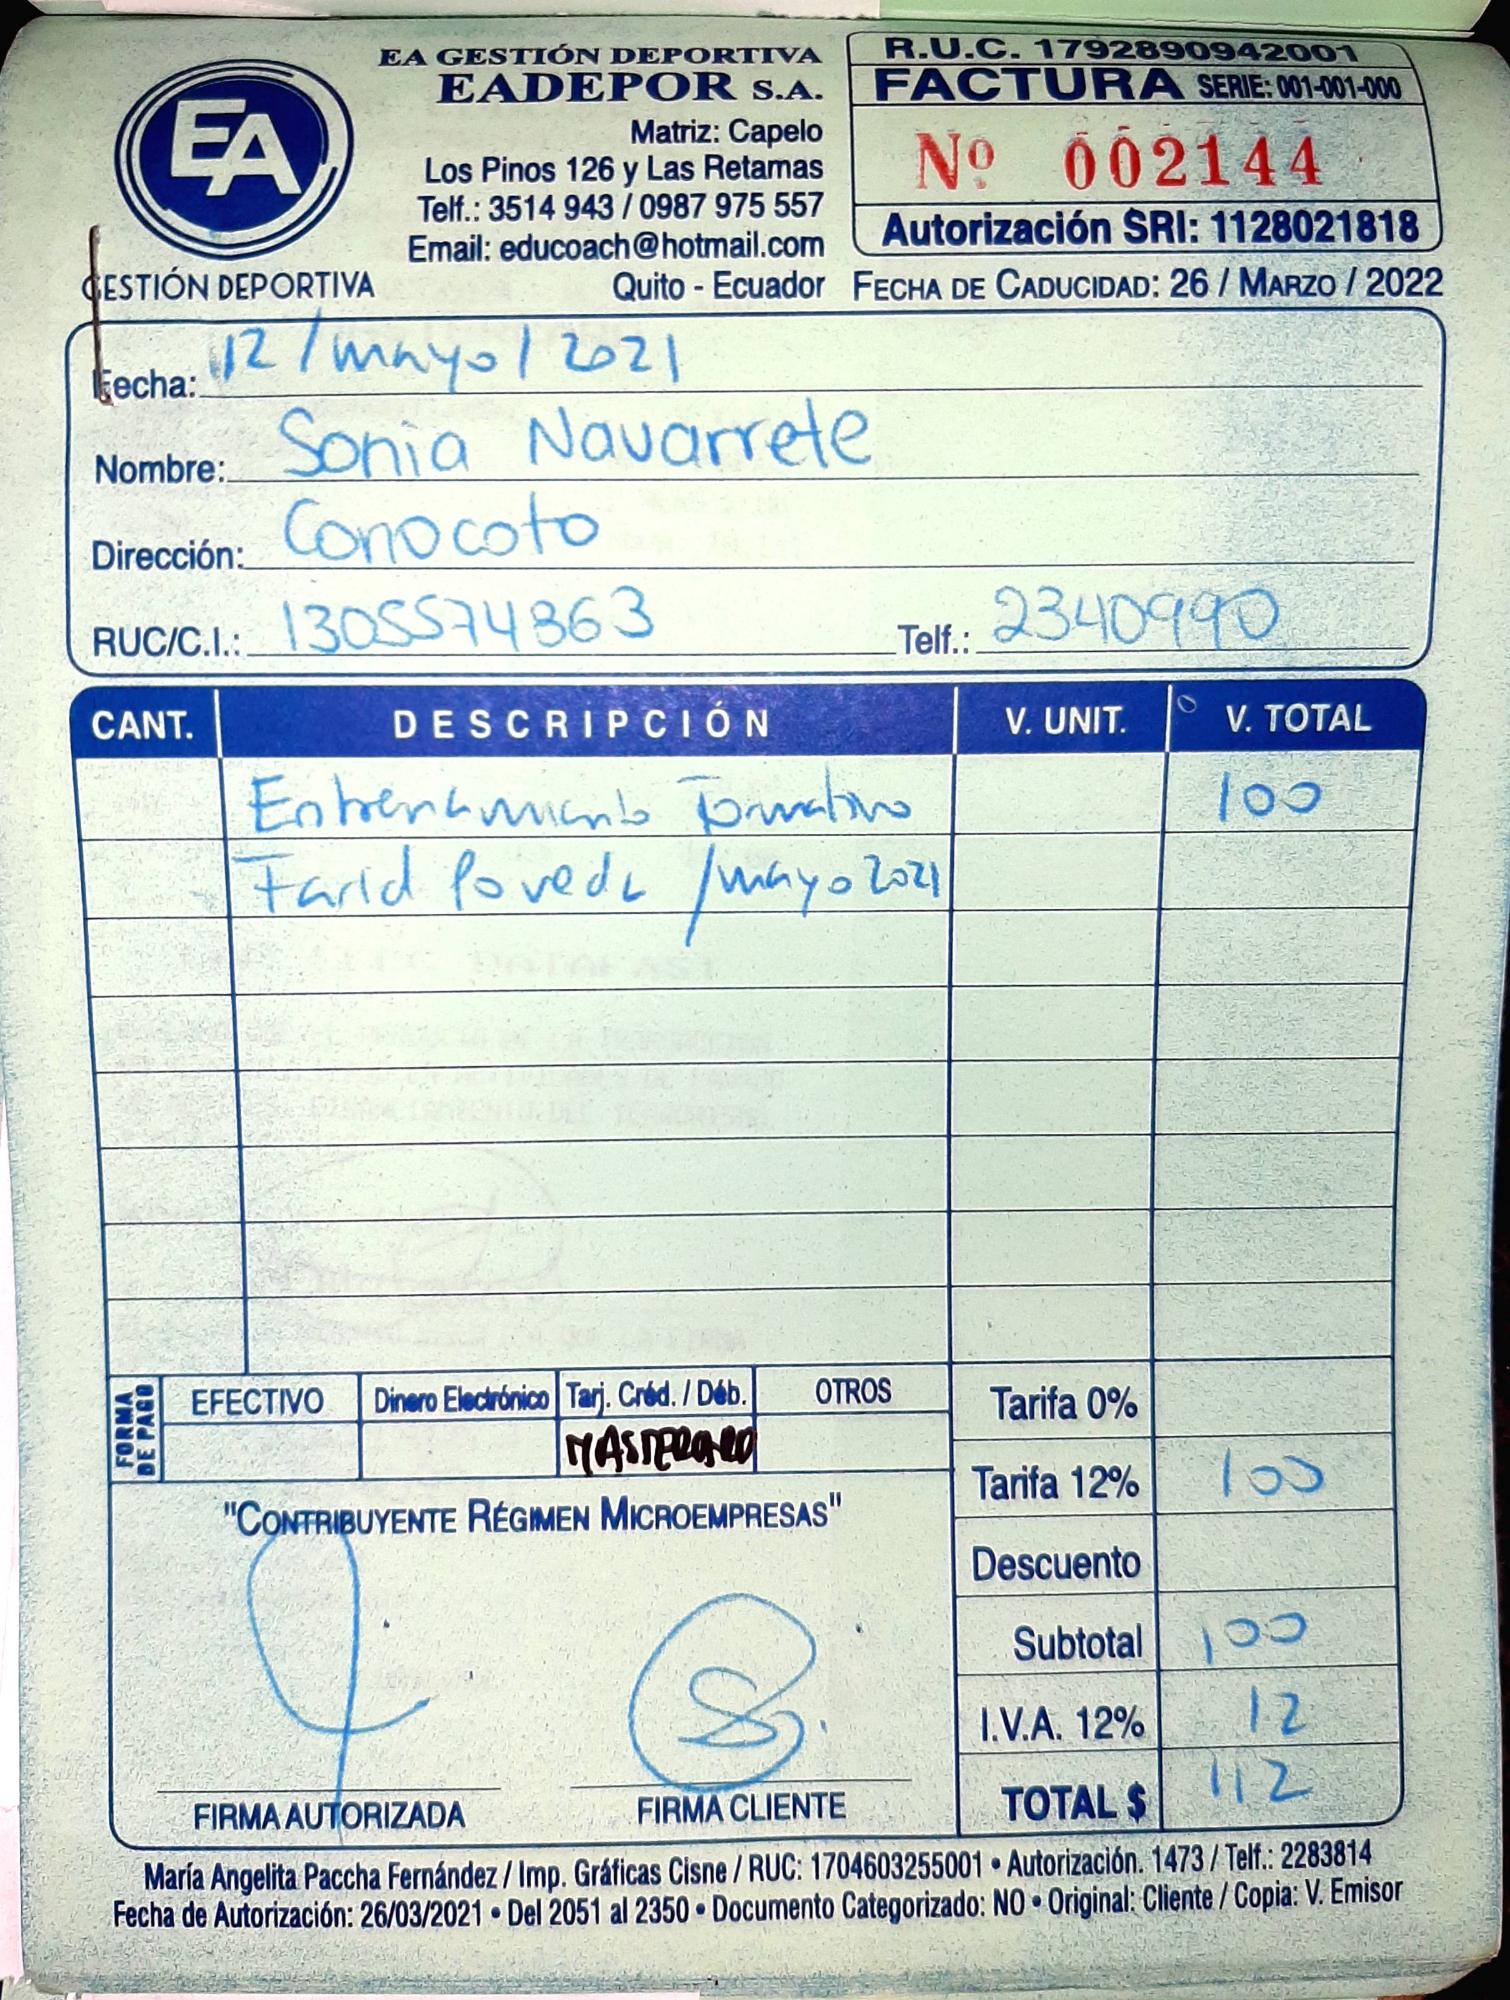 EA
GESTIÓN DEPORTIVA
EA GESTIÓN DEPORTIVA
EADEPOR S.A.
Matriz: Capelo
Los Pinos 126 y Las Retamas
Telf.: 3514 943 / 0987 975 557
Email: educoach@hotmail.com
Quito - Ecuador
R.U.C. 1792890942001
FACTURA SERIE: 001-001-000
Nº 002144
Autorización SRI: 1128021818
FECHA DE CADUCIDAD: 26 / MARZO / 2022
Fecha: 12/mayo/2021
Nombre: Sonia Navarrete
Dirección: Conocoto
RUC/C.I.: 1305574863 Telf.: 2340990
CANT. DESCRIPCIÓN V. UNIT. V. TOTAL
Entrenamiento Formativo 100
Farid Poveda /mayo 2021
FORMA DE PAGO EFECTIVO Dinero Electrónico Tarj. Créd. / Déb. OTROS
MASTERCARD
"CONTRIBUYENTE RÉGIMEN MICROEMPRESAS"
Tarifa 0%
Tarifa 12% 100
Descuento
Subtotal 100
I.V.A. 12% 12
TOTAL $ 112
FIRMA AUTORIZADA FIRMA CLIENTE
María Angelita Paccha Fernández / Imp. Gráficas Cisne / RUC: 1704603255001 • Autorización. 1473 / Telf.: 2283814
Fecha de Autorización: 26/03/2021 • Del 2051 al 2350 • Documento Categorizado: NO • Original: Cliente / Copia: V. Emisor